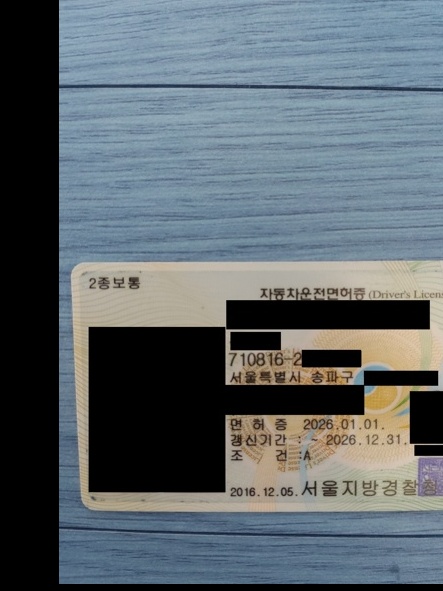 2종보통
자동차운전면허증 (Driver's Licens
710816-2
서울특별시 송파구
면 허 증 2026.01.01.
갱신기간 : ~ 2026.12.31.
조 건 :A
2016.12.05. 서울지방경찰청